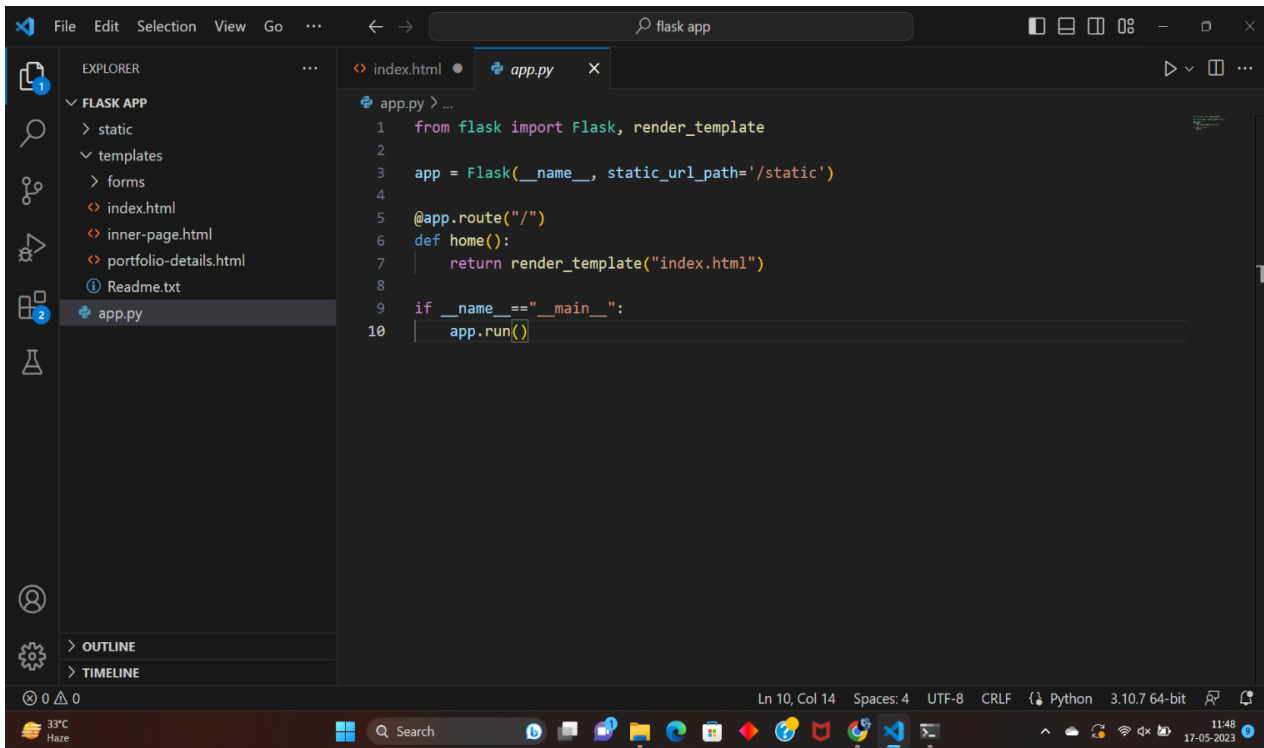 File Edit Selection View Go ···
flask app
EXPLORER ···
FLASK APP
static
templates
forms
index.html
inner-page.html
portfolio-details.html
Readme.txt
app.py
OUTLINE
TIMELINE
1
2
index.html
app.py
app.py > ...
1 from flask import Flask, render_template
2
3 app = Flask(__name__, static_url_path='/static')
4
5 @app.route("/")
6 def home():
7 return render_template("index.html")
8
9 if __name__=="__main__":
10 app.run()
0 0 Ln 10, Col 14 Spaces: 4 UTF-8 CRLF Python 3.10.7 64-bit
33°C
Haze
Search
1
11:48
17-05-2023
9